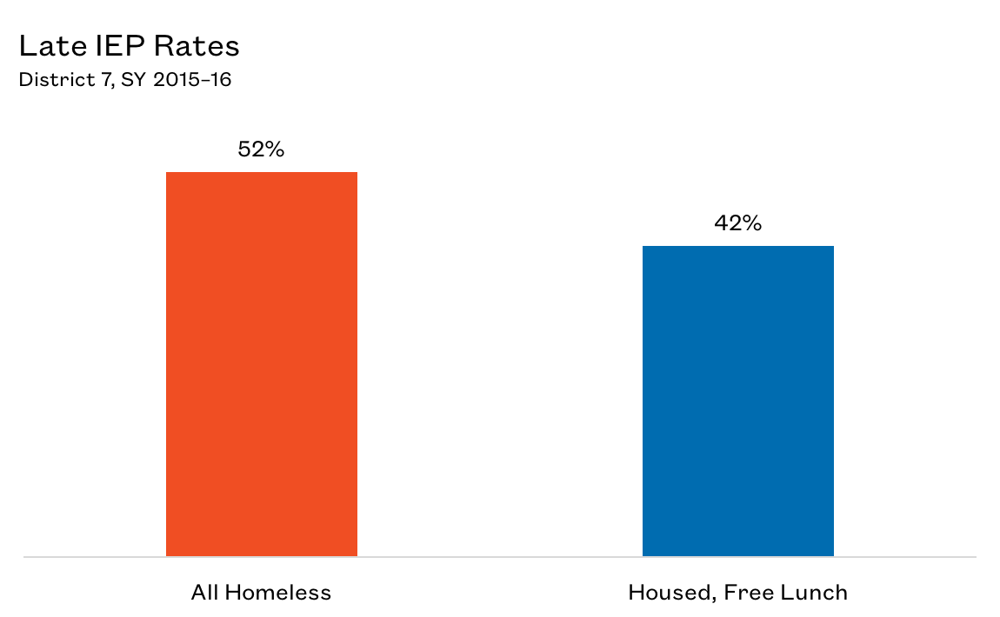 Late IEP Rates
District 7, SY 2015–16
52%
42%
All Homeless
Housed, Free Lunch